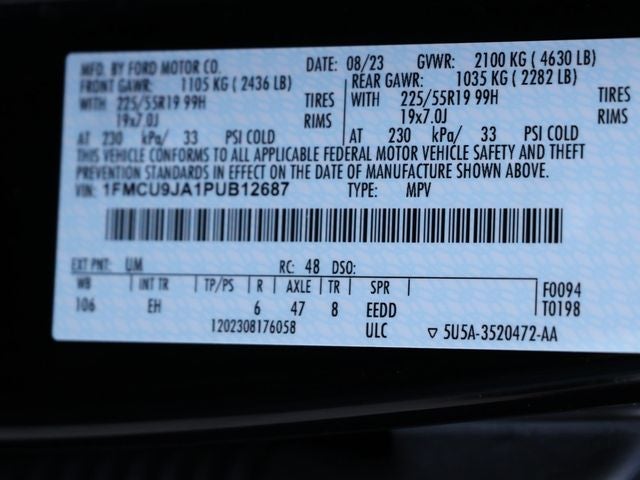 MFD. BY FORD MOTOR CO. DATE: 08/23 GVWR: 2100 KG ( 4630 LB)
FRONT GAWR: 1105 KG ( 2436 LB) REAR GAWR: 1035 KG ( 2282 LB)
WITH 225/55R19 99H TIRES WITH 225/55R19 99H TIRES
19x7.0J RIMS 19x7.0J RIMS
AT 230 kPa/ 33 PSI COLD AT 230 kPa/ 33 PSI COLD
THIS VEHICLE CONFORMS TO ALL APPLICABLE FEDERAL MOTOR VEHICLE SAFETY AND THEFT
PREVENTION STANDARDS IN EFFECT ON THE DATE OF MANUFACTURE SHOWN ABOVE.
VIN: 1FMCU9JA1PUB12687 TYPE: MPV
EXT PNT: UM RC: 48 DSO:
WB INT TR TP/PS R AXLE TR SPR F0094
106 EH 6 47 8 EEDD T0198
1202308176058 ULC ▽ 5U5A-3520472-AA